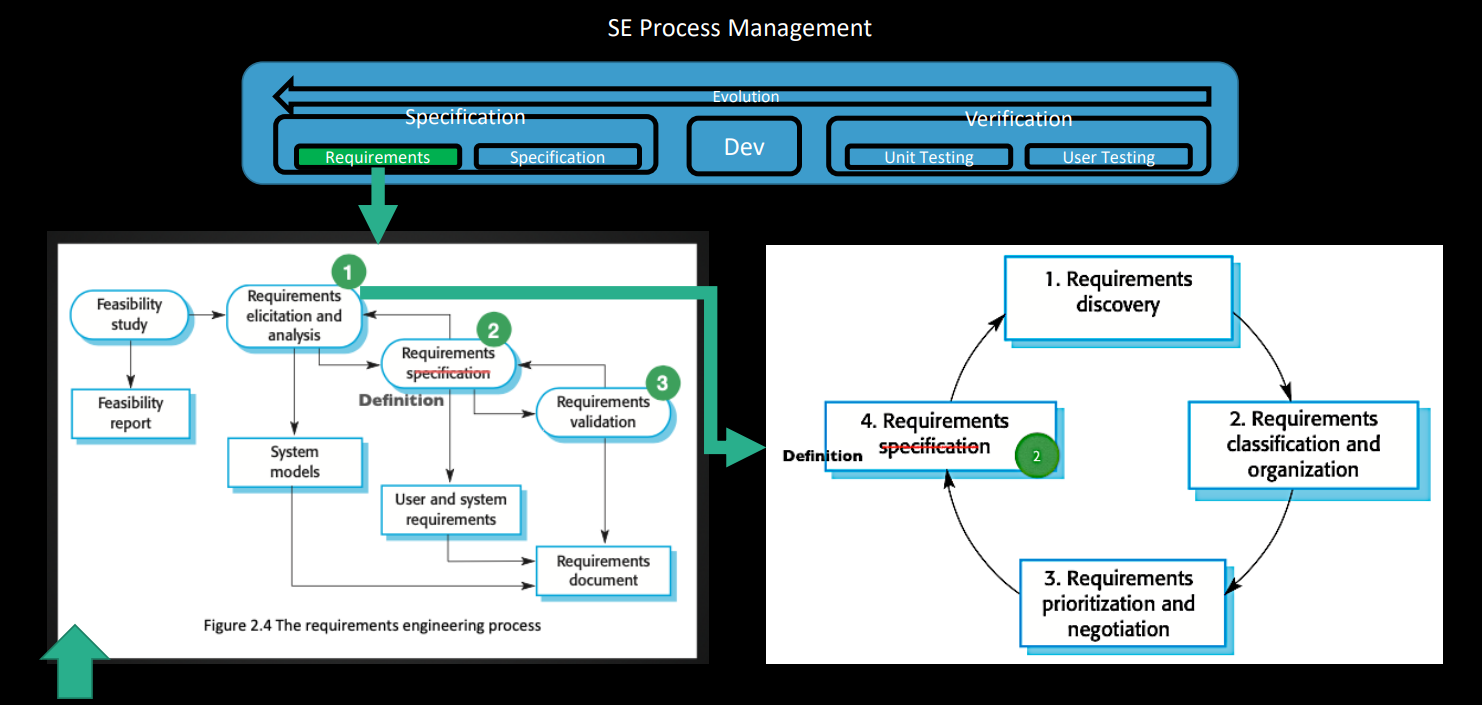 SE Process Management
Evolution
Specification
Requirements
Specification
Dev
Verification
Unit Testing
User Testing
1
Feasibility
study
Requirements
elicitation and
analysis
2
Requirements
specification
Definition
3
Requirements
validation
Feasibility
report
System
models
User and system
requirements
Requirements
document
Figure 2.4 The requirements engineering process
1. Requirements
discovery
2. Requirements
classification and
organization
3. Requirements
prioritization and
negotiation
4. Requirements
specification
Definition
2